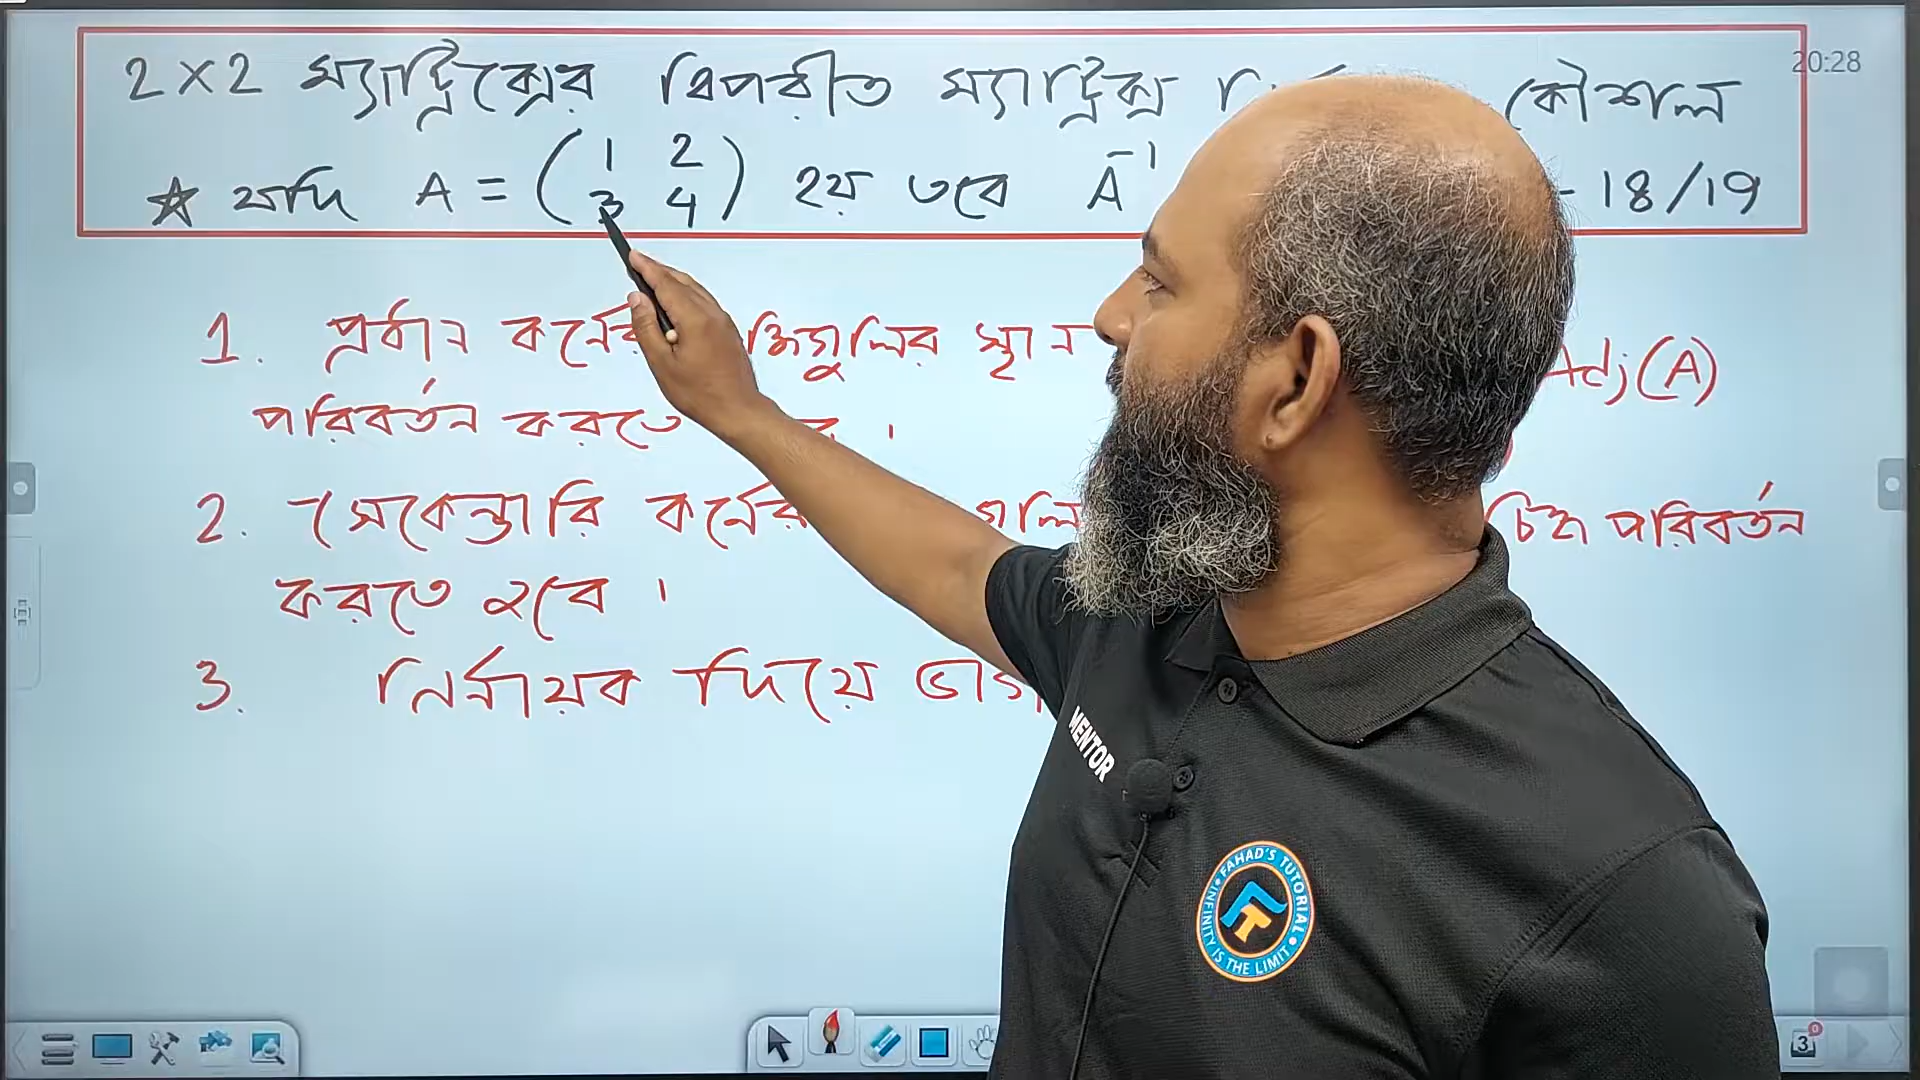 2×2 ম্যাট্রিক্সের বিপরীত ম্যাট্রিক্স কৌশল
20:28
☆ যদি A = (1 2
3 4) হয় তবে A⁻¹ - 18/19
1. প্রধান কর্নের স্থান Adj(A)
পরিবর্তন করতে ।
2. সেকেন্ডারি কর্নের চিহ্ন পরিবর্তন
করতে হবে ।
3. নির্নায়ক দিয়ে ভাগ
MENTOR
FAHAD'S TUTORIAL
INFINITY IS THE LIMIT
3